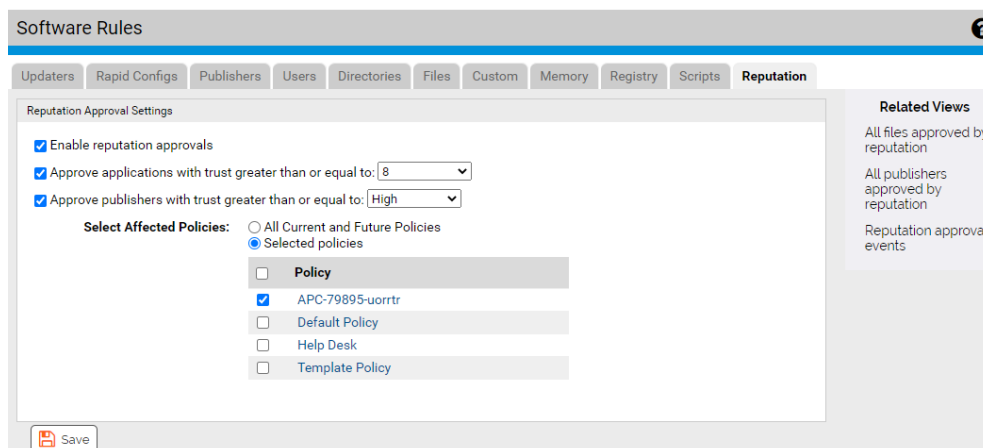 Software Rules
Updaters Rapid Configs Publishers Users Directories Files Custom Memory Registry Scripts Reputation
Reputation Approval Settings
Enable reputation approvals
Approve applications with trust greater than or equal to: 8
Approve publishers with trust greater than or equal to: High
Select Affected Policies: All Current and Future Policies
Selected policies
Policy
APC-79895-uorrtr
Default Policy
Help Desk
Template Policy
Save
Related Views
All files approved by
reputation
All publishers
approved by
reputation
Reputation approva
events